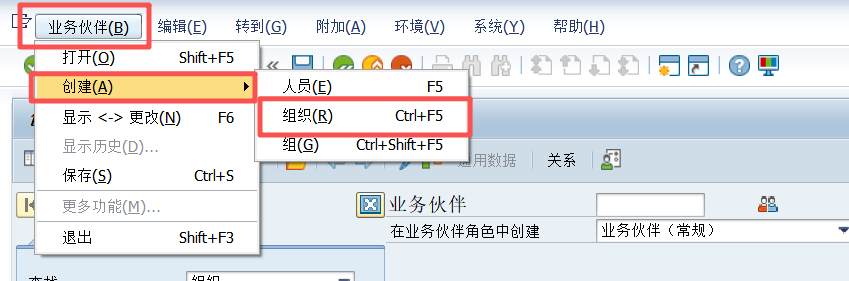 业务伙伴(B) 编辑(E) 转到(G) 附加(A) 环境(V) 系统(Y) 帮助(H)
打开(O) Shift+F5
创建(A)
显示 <-> 更改(N) F6
显示历史(D)...
保存(S) Ctrl+S
更多功能(M)...
退出 Shift+F3
人员(E) F5
组织(R) Ctrl+F5
组(G) Ctrl+Shift+F5
通用数据 关系
业务伙伴
在业务伙伴角色中创建 业务伙伴（常规）
查找 组织